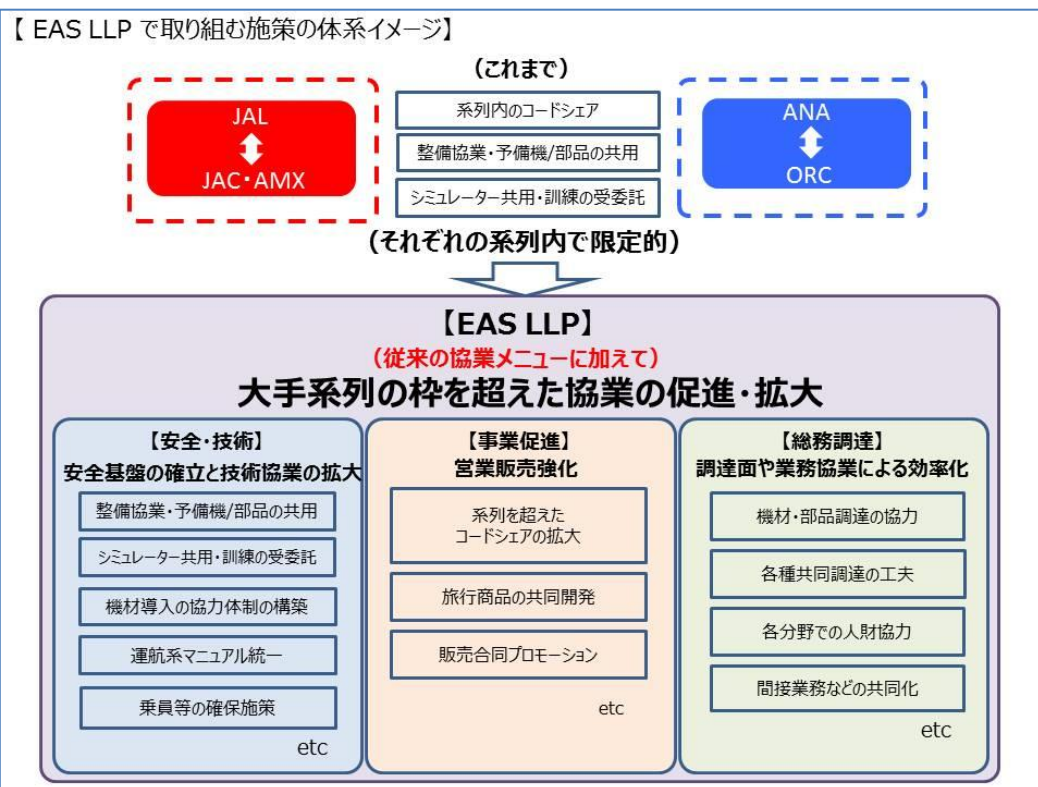 【 EAS LLP で取り組む施策の体系イメージ】
（これまで）
JAL
JAC・AMX
系列内のコードシェア
整備協業・予備機/部品の共用
シミュレーター共用・訓練の受委託
ANA
ORC
（それぞれの系列内で限定的）
【EAS LLP】
（従来の協業メニューに加えて）
大手系列の枠を超えた協業の促進・拡大
【安全・技術】
安全基盤の確立と技術協業の拡大
整備協業・予備機/部品の共用
シミュレーター共用・訓練の受委託
機材導入の協力体制の構築
運航系マニュアル統一
乗員等の確保施策
etc
【事業促進】
営業販売強化
系列を超えた
コードシェアの拡大
旅行商品の共同開発
販売合同プロモーション
etc
【総務調達】
調達面や業務協業による効率化
機材・部品調達の協力
各種共同調達の工夫
各分野での人財協力
間接業務などの共同化
etc